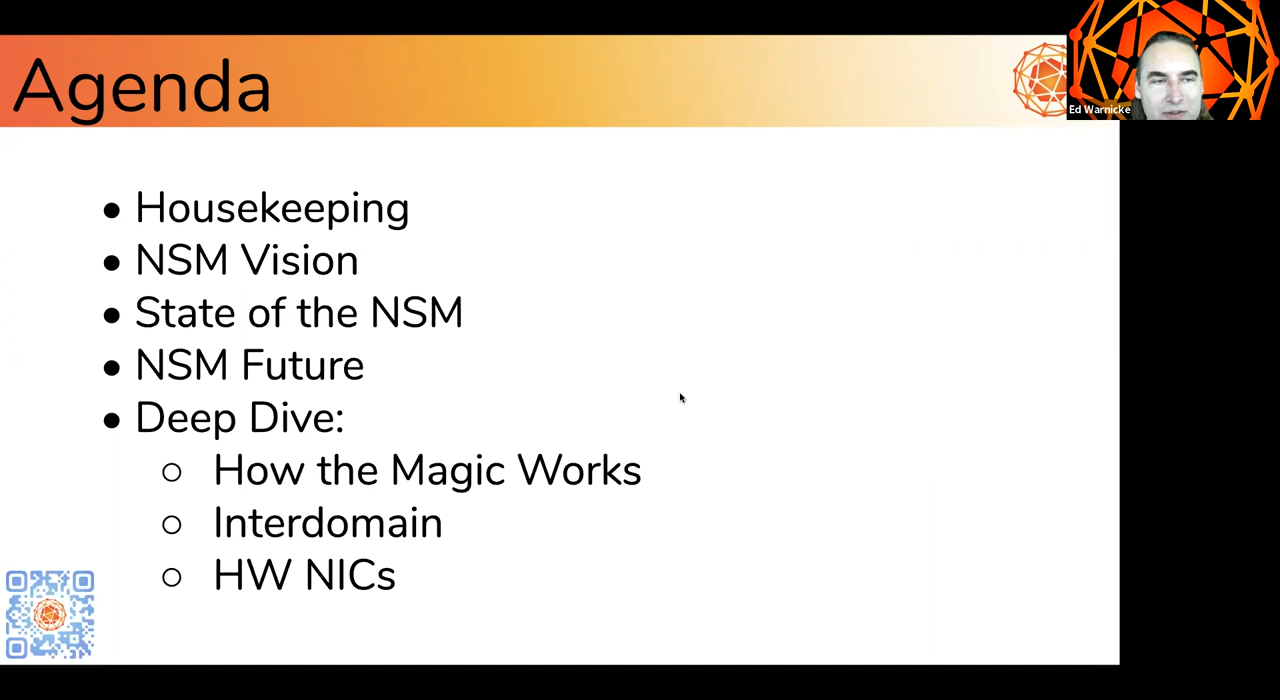 Agenda
Ed Warnicke
• Housekeeping
• NSM Vision
• State of the NSM
• NSM Future
• Deep Dive:
○ How the Magic Works
○ Interdomain
○ HW NICs